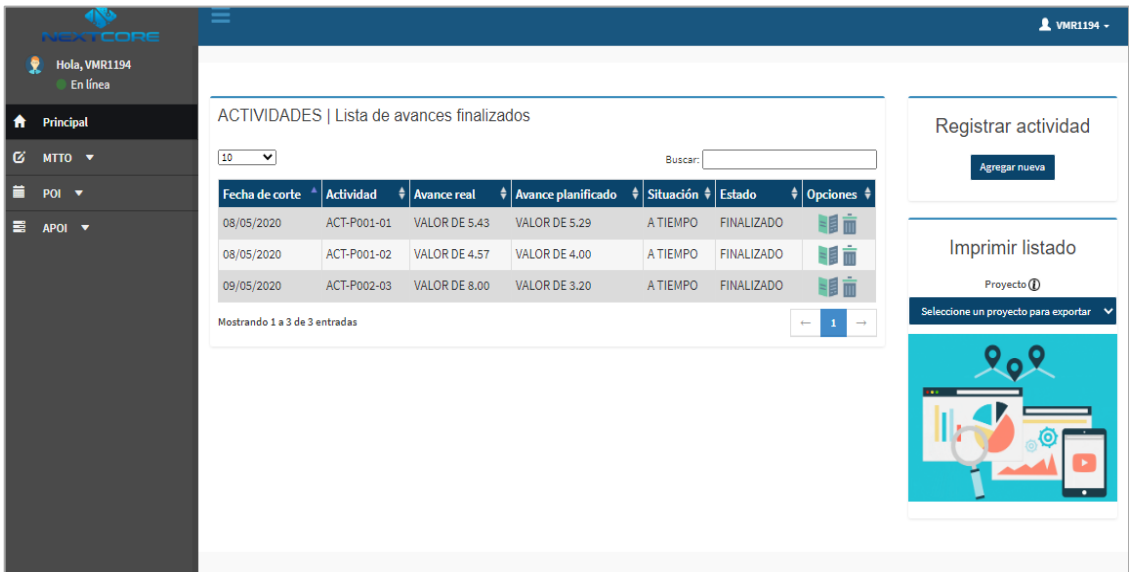 NEXTCORE
VMR1194
Hola, VMR1194
En línea
Principal
MTTO
POI
APOI
ACTIVIDADES | Lista de avances finalizados
10
Buscar:
Fecha de corte Actividad Avance real Avance planificado Situación Estado Opciones
08/05/2020 ACT-P001-01 VALOR DE 5.43 VALOR DE 5.29 A TIEMPO FINALIZADO
08/05/2020 ACT-P001-02 VALOR DE 4.57 VALOR DE 4.00 A TIEMPO FINALIZADO
09/05/2020 ACT-P002-03 VALOR DE 8.00 VALOR DE 3.20 A TIEMPO FINALIZADO
Mostrando 1 a 3 de 3 entradas
← 1 →
Registrar actividad
Agregar nueva
Imprimir listado
Proyecto
Seleccione un proyecto para exportar